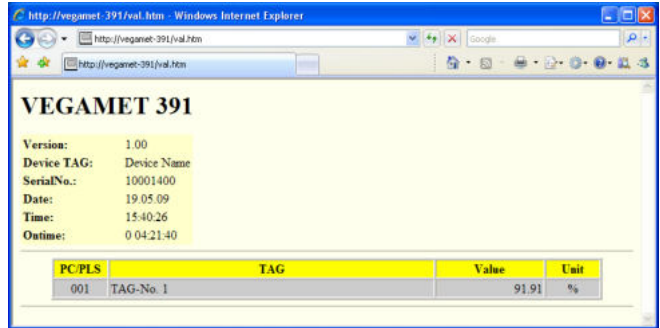 http://vegamet-391/val.htm - Windows Internet Explorer
http://vegamet-391/val.htm
Google
http://vegamet-391/val.htm
VEGAMET 391
Version: 1.00
Device TAG: Device Name
SerialNo.: 10001400
Date: 19.05.09
Time: 15:40:26
Ontime: 0 04:21:40
PC/PLS TAG Value Unit
001 TAG-No. 1 91.91 %